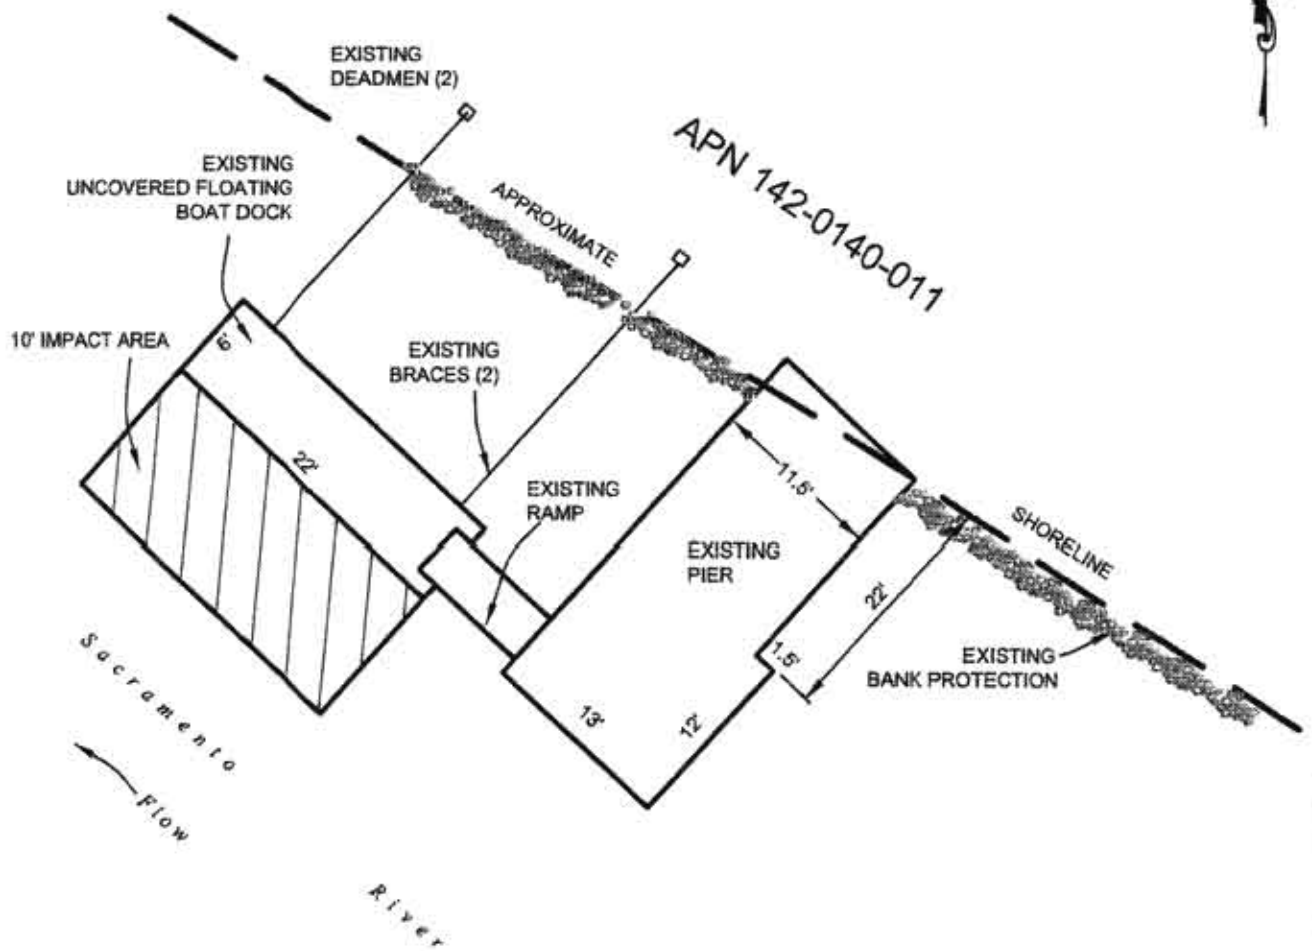 EXISTING
DEADMEN (2)
APN 142-0140-011
EXISTING
UNCOVERED FLOATING
BOAT DOCK
APPROXIMATE
10' IMPACT AREA
6'
EXISTING
BRACES (2)
22'
EXISTING
RAMP
11.5'
EXISTING
PIER
SHORELINE
22'
1.5'
EXISTING
BANK PROTECTION
13'
12'
Sacramento
Flow
River